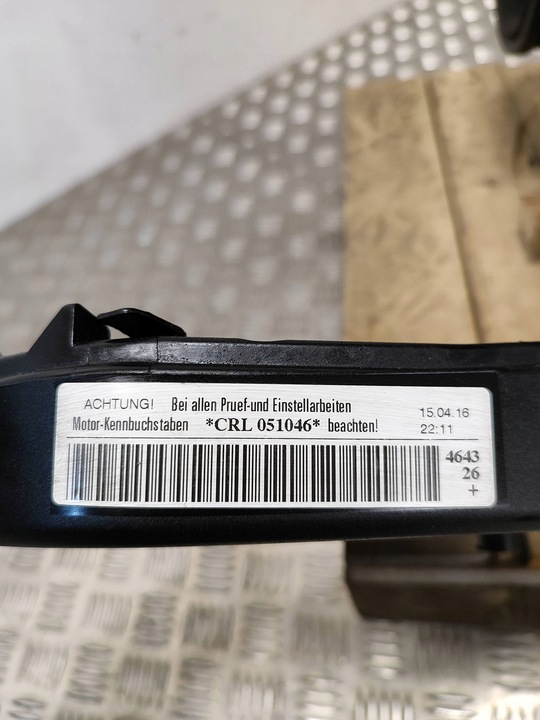 ACHTUNG! Bei allen Pruef-und Einstellarbeiten
Motor-Kennbuchstaben *CRL 051046* beachten!
15.04.16
22:11
4643
26
+